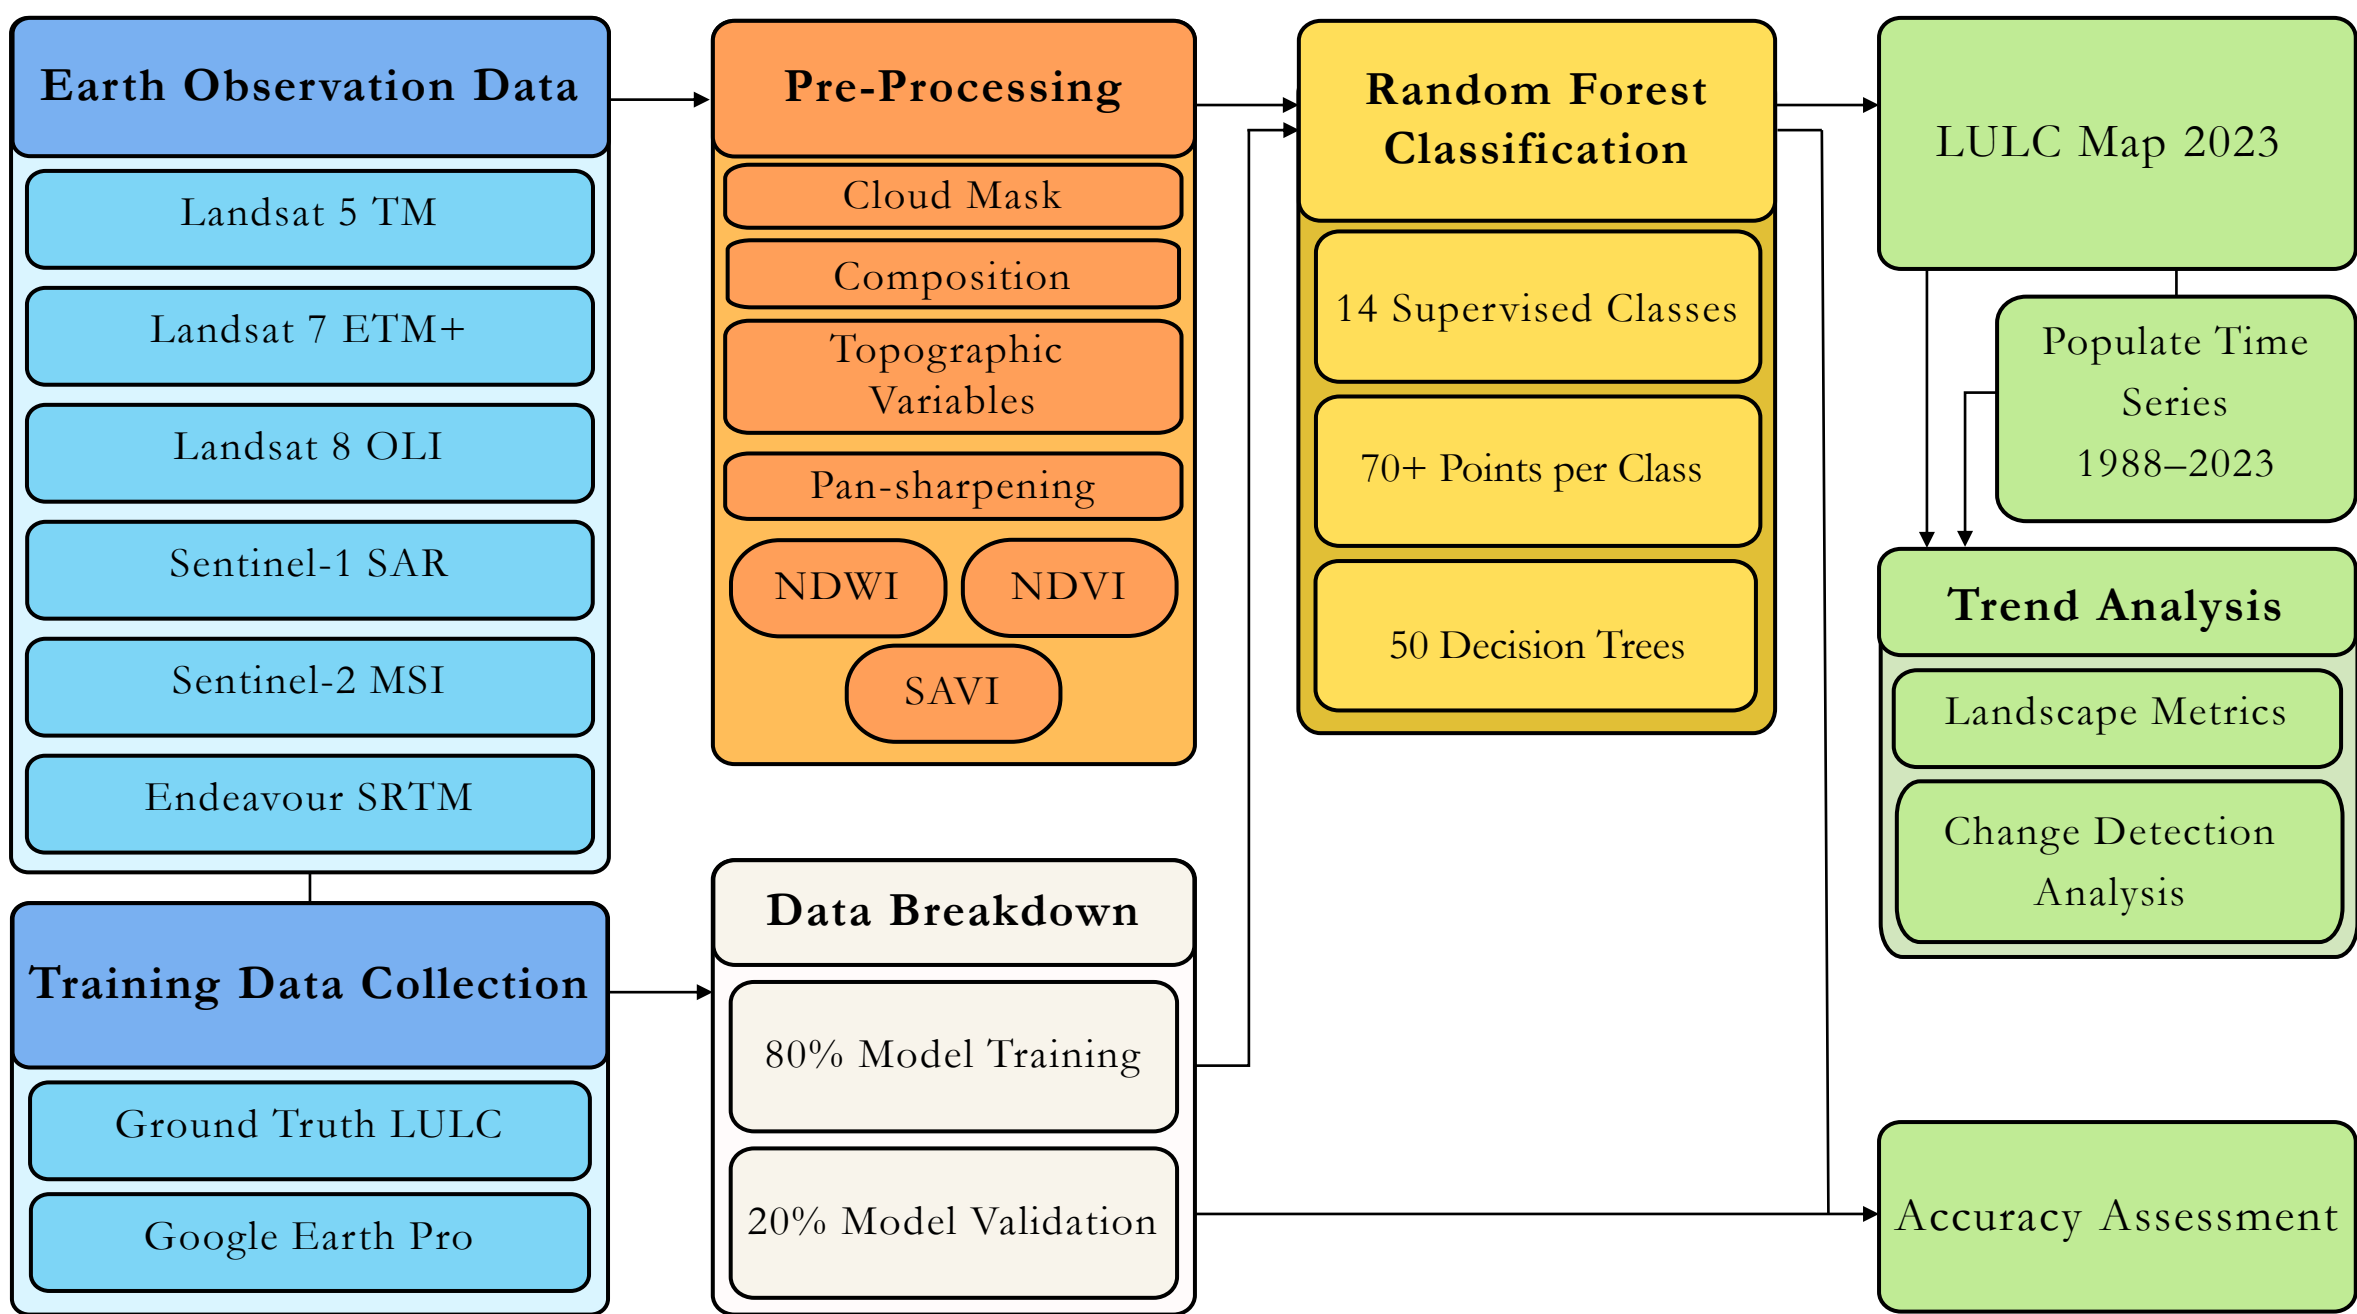 Earth Observation Data
Landsat 5 TM
Landsat 7 ETM+
Landsat 8 OLI
Sentinel-1 SAR
Sentinel-2 MSI
Endeavour SRTM
Training Data Collection
Ground Truth LULC
Google Earth Pro
Pre-Processing
Cloud Mask
Composition
Topographic
Variables
Pan-sharpening
NDWI
NDVI
SAVI
Data Breakdown
80% Model Training
20% Model Validation
Random Forest
Classification
14 Supervised Classes
70+ Points per Class
50 Decision Trees
LULC Map 2023
Populate Time
Series
1988–2023
Trend Analysis
Landscape Metrics
Change Detection
Analysis
Accuracy Assessment